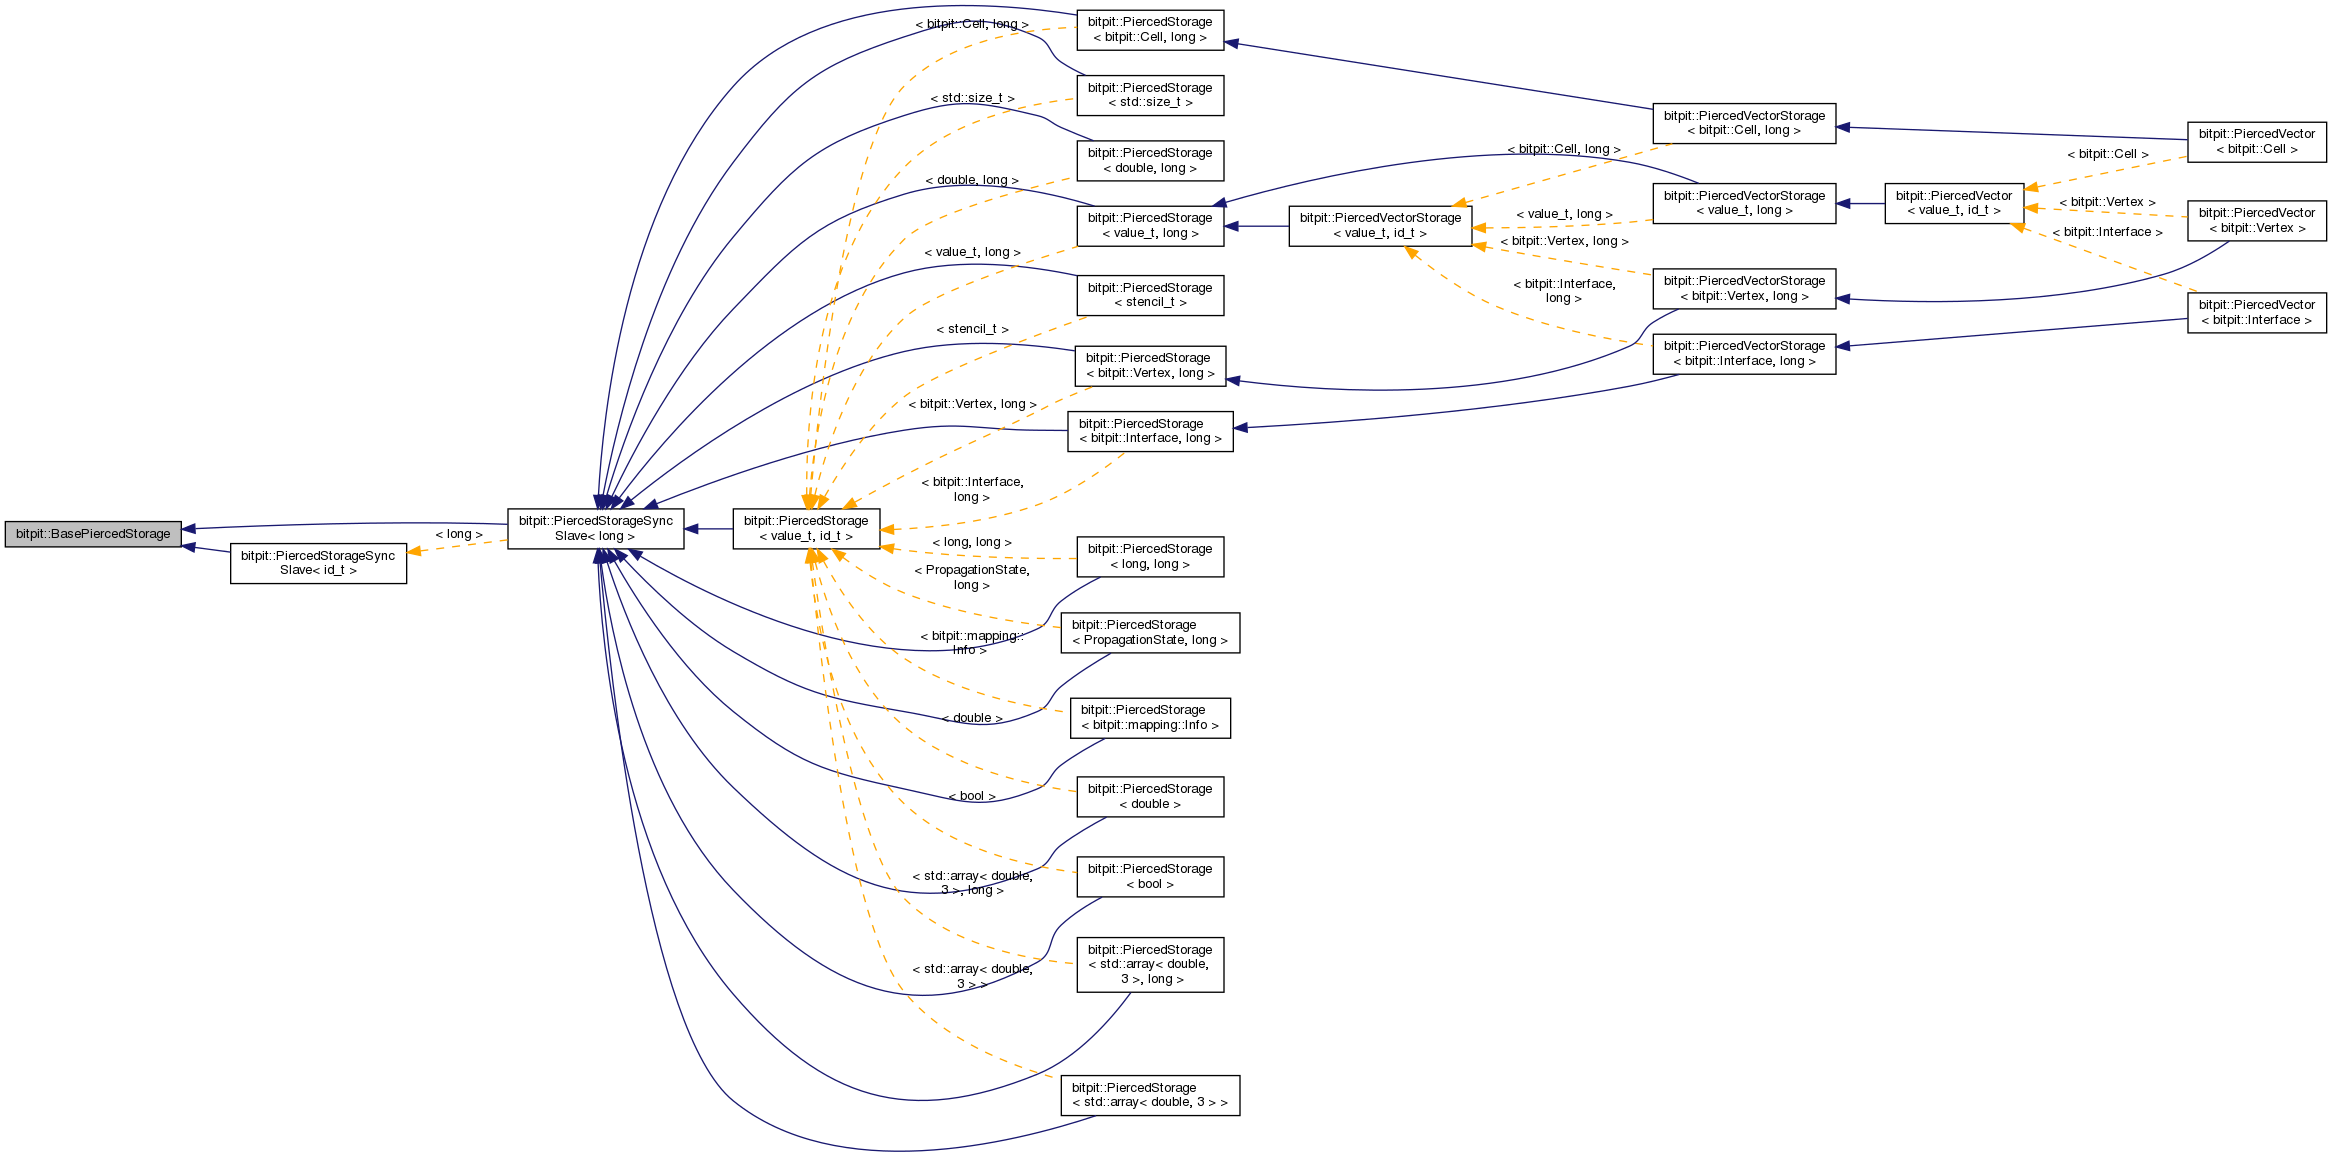 bitpit::BasePiercedStorage
bitpit::PiercedStorageSync
Slave< id_t >
< long >
bitpit::PiercedStorageSync
Slave< long >
bitpit::PiercedStorage
< value_t, id_t >
< bitpit::Cell, long >
< std::size_t >
< double, long >
< value_t, long >
< stencil_t >
< bitpit::Vertex, long >
< bitpit::Interface,
long >
< long, long >
< PropagationState,
long >
< bitpit::mapping::
Info >
< double >
< bool >
< std::array< double,
3 >, long >
< std::array< double,
3 > >
bitpit::PiercedStorage
< bitpit::Cell, long >
bitpit::PiercedStorage
< std::size_t >
bitpit::PiercedStorage
< double, long >
bitpit::PiercedStorage
< value_t, long >
bitpit::PiercedStorage
< stencil_t >
bitpit::PiercedStorage
< bitpit::Vertex, long >
bitpit::PiercedStorage
< bitpit::Interface, long >
bitpit::PiercedStorage
< long, long >
bitpit::PiercedStorage
< PropagationState, long >
bitpit::PiercedStorage
< bitpit::mapping::Info >
bitpit::PiercedStorage
< double >
bitpit::PiercedStorage
< bool >
bitpit::PiercedStorage
< std::array< double,
3 >, long >
bitpit::PiercedStorage
< std::array< double, 3 > >
bitpit::PiercedVectorStorage
< value_t, id_t >
< bitpit::Cell, long >
< value_t, long >
< bitpit::Vertex, long >
< bitpit::Interface,
long >
bitpit::PiercedVectorStorage
< bitpit::Cell, long >
bitpit::PiercedVectorStorage
< value_t, long >
bitpit::PiercedVectorStorage
< bitpit::Vertex, long >
bitpit::PiercedVectorStorage
< bitpit::Interface, long >
bitpit::PiercedVector
< value_t, id_t >
< bitpit::Cell >
< bitpit::Vertex >
< bitpit::Interface >
bitpit::PiercedVector
< bitpit::Cell >
bitpit::PiercedVector
< bitpit::Vertex >
bitpit::PiercedVector
< bitpit::Interface >